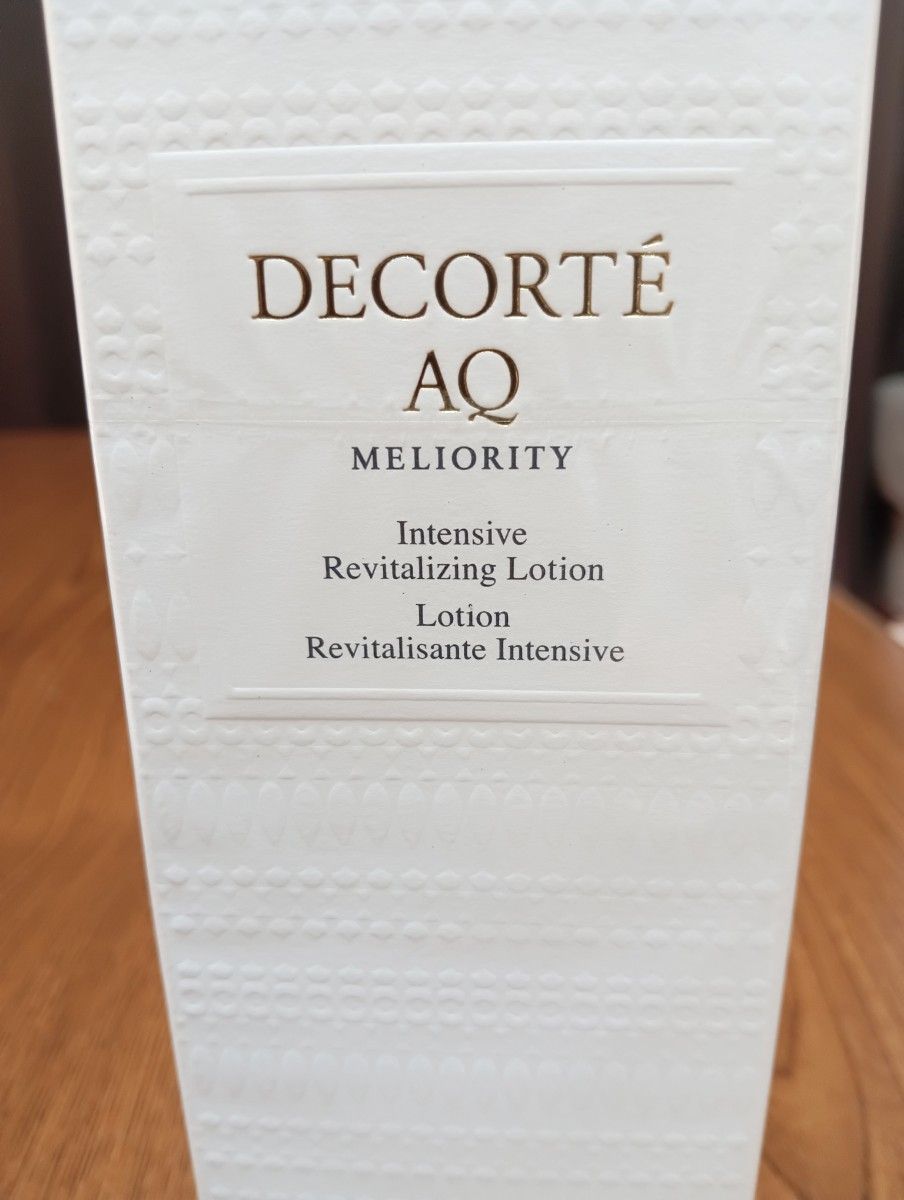 DECORTÉ
AQ
MELIORITY
Intensive
Revitalizing Lotion
Lotion
Revitalisante Intensive